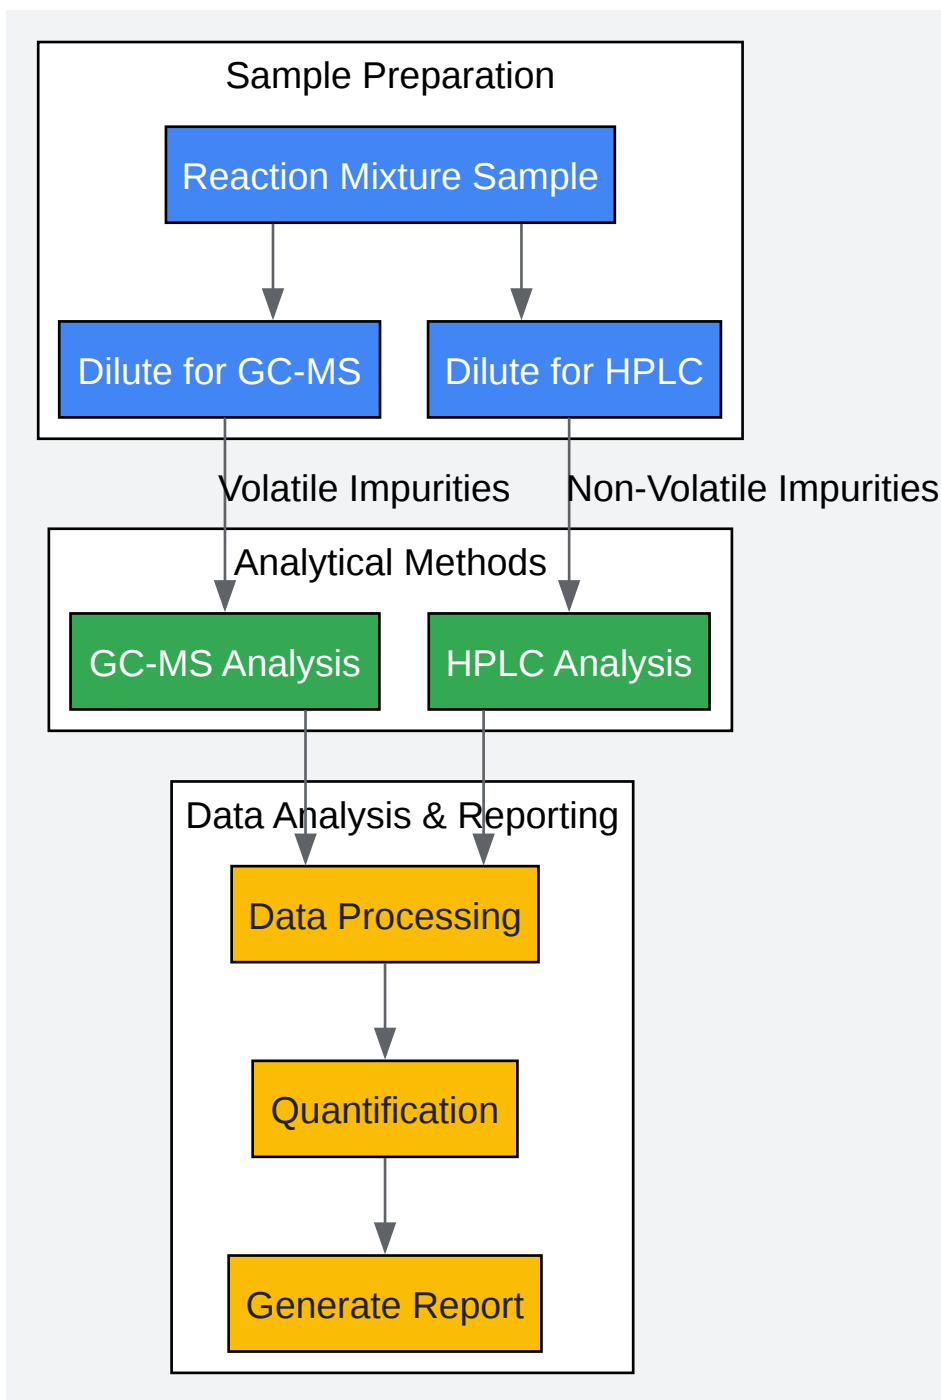 Sample Preparation
Reaction Mixture Sample
Dilute for GC-MS
Dilute for HPLC
Volatile Impurities
Non-Volatile Impurities
Analytical Methods
GC-MS Analysis
HPLC Analysis
Data Analysis & Reporting
Data Processing
Quantification
Generate Report